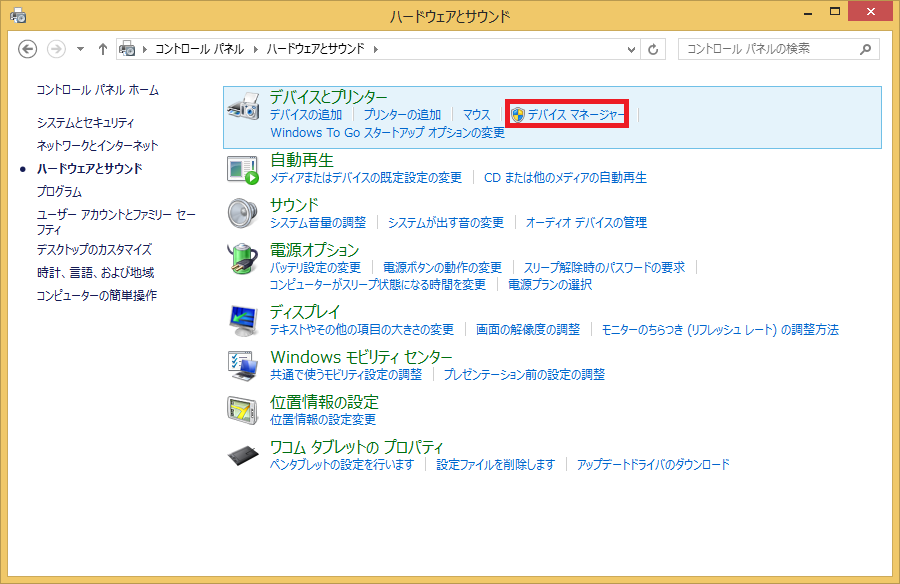 ハードウェアとサウンド
コントロール パネル ハードウェアとサウンド
コントロール パネルの検索
コントロール パネル ホーム
システムとセキュリティ
ネットワークとインターネット
ハードウェアとサウンド
プログラム
ユーザー アカウントとファミリー セー
フティ
デスクトップのカスタマイズ
時計、言語、および地域
コンピューターの簡単操作
デバイスとプリンター
デバイスの追加 プリンターの追加 マウス デバイス マネージャー
Windows To Go スタートアップ オプションの変更
自動再生
メディアまたはデバイスの既定設定の変更 CD または他のメディアの自動再生
サウンド
システム音量の調整 システムが出す音の変更 オーディオ デバイスの管理
電源オプション
バッテリ設定の変更 電源ボタンの動作の変更 スリープ解除時のパスワードの要求
コンピューターがスリープ状態になる時間を変更 電源プランの選択
ディスプレイ
テキストやその他の項目の大きさの変更 画面の解像度の調整 モニターのちらつき (リフレッシュ レート) の調整方法
Windows モビリティ センター
共通で使うモビリティ設定の調整 プレゼンテーション前の設定の調整
位置情報の設定
位置情報の設定変更
ワコム タブレットの プロパティ
ペンタブレットの設定を行います 設定ファイルを削除します アップデートドライバのダウンロード